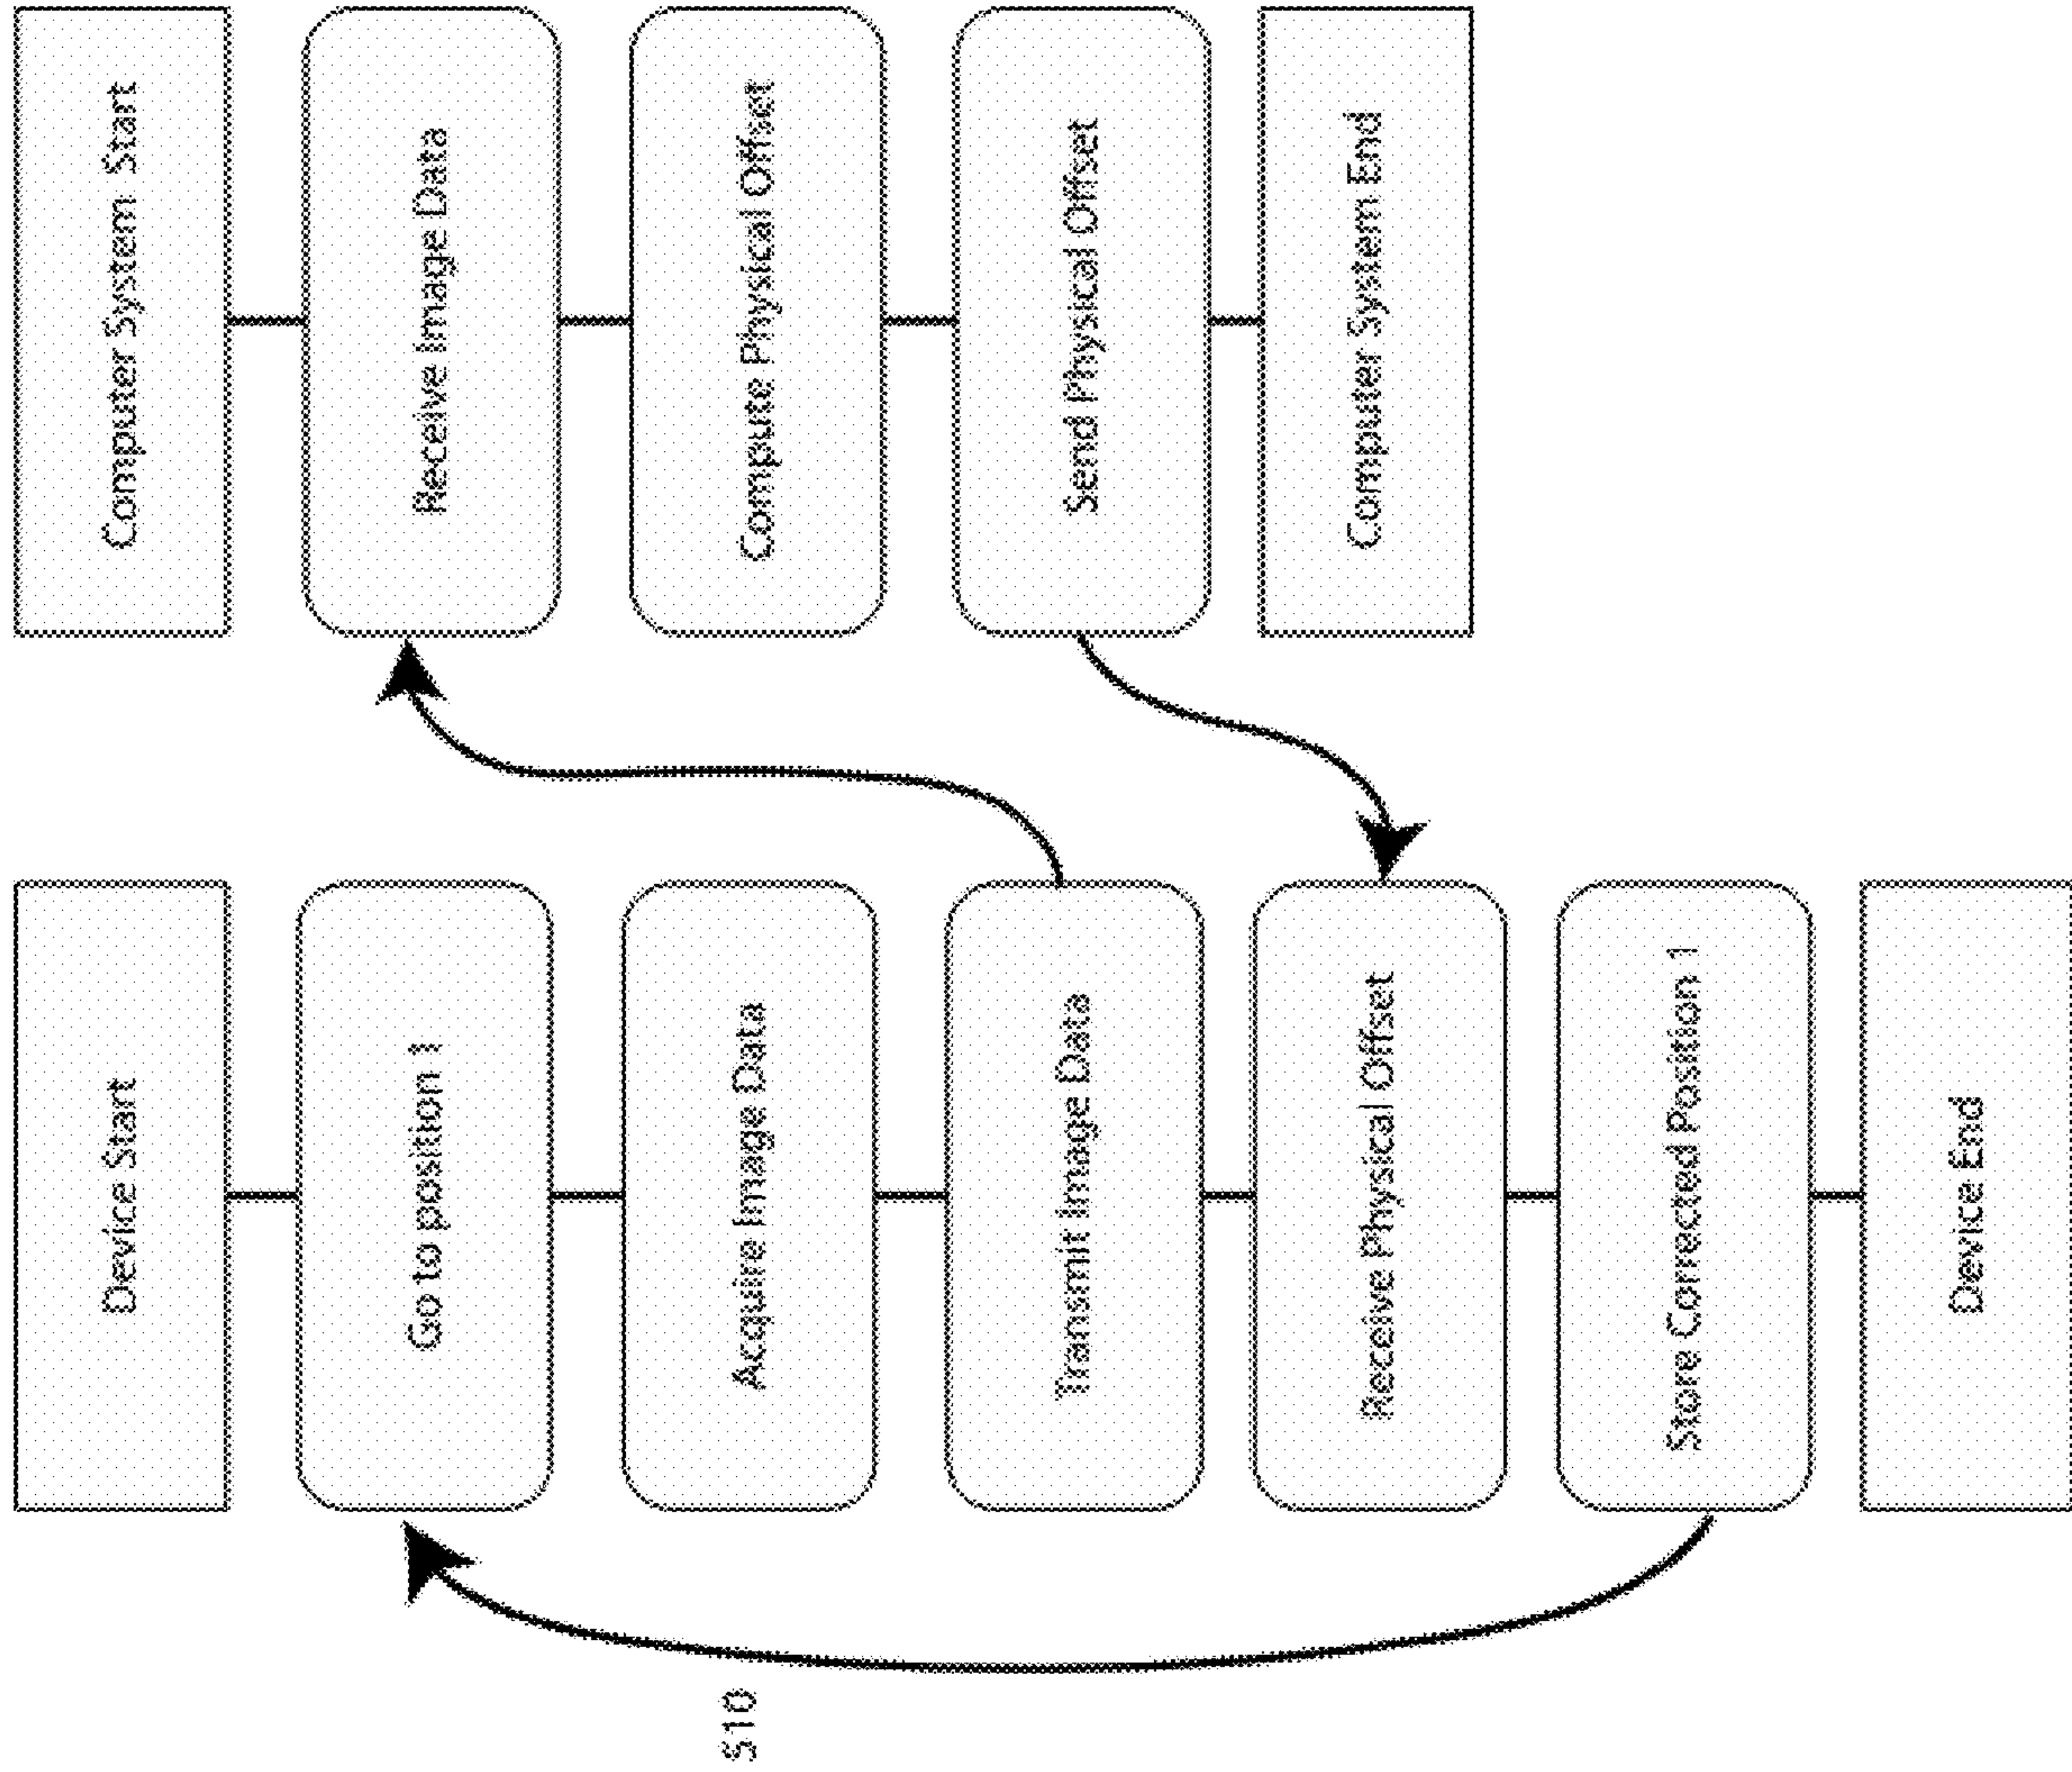 Device Start
Go to position 1
Acquire Image Data
Transmit Image Data
Receive Physical Offset
Store Corrected Position 1
Device End
S10
Computer System Start
Receive Image Data
Compute Physical Offset
Send Physical Offset
Computer System End